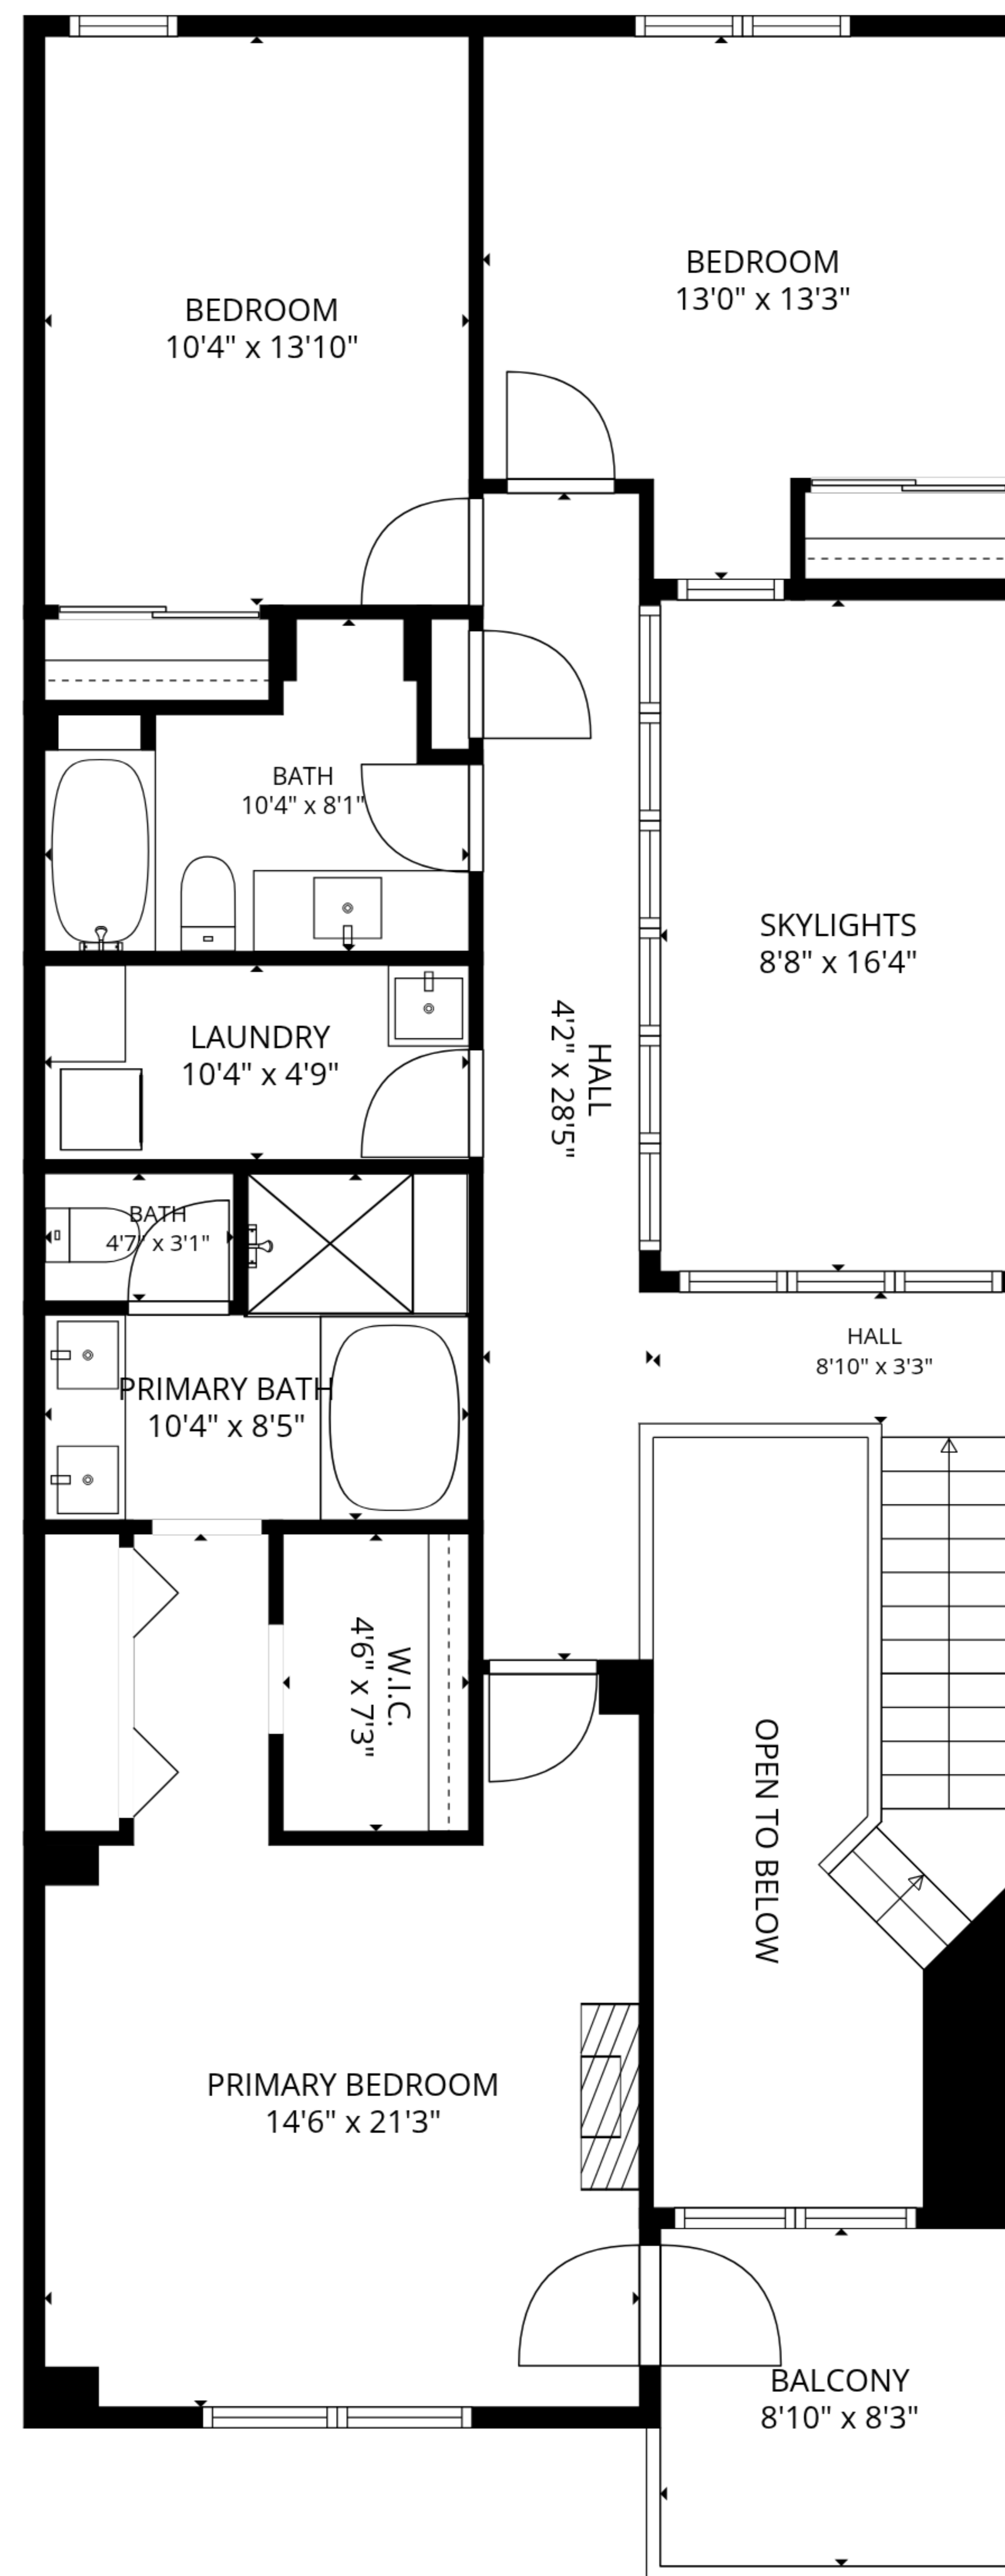 BEDROOM
13'0" x 13'3"
BEDROOM
10'4" x 13'10"
BATH
10'4" x 8'1"
SKYLIGHTS
8'8" x 16'4"
LAUNDRY
10'4" x 4'9"
HALL
4'2" x 28'5"
BATH
4'7" x 3'1"
HALL
8'10" x 3'3"
PRIMARY BATH
10'4" x 8'5"
W.I.C.
4'6" x 7'3"
OPEN TO BELOW
PRIMARY BEDROOM
14'6" x 21'3"
BALCONY
8'10" x 8'3"